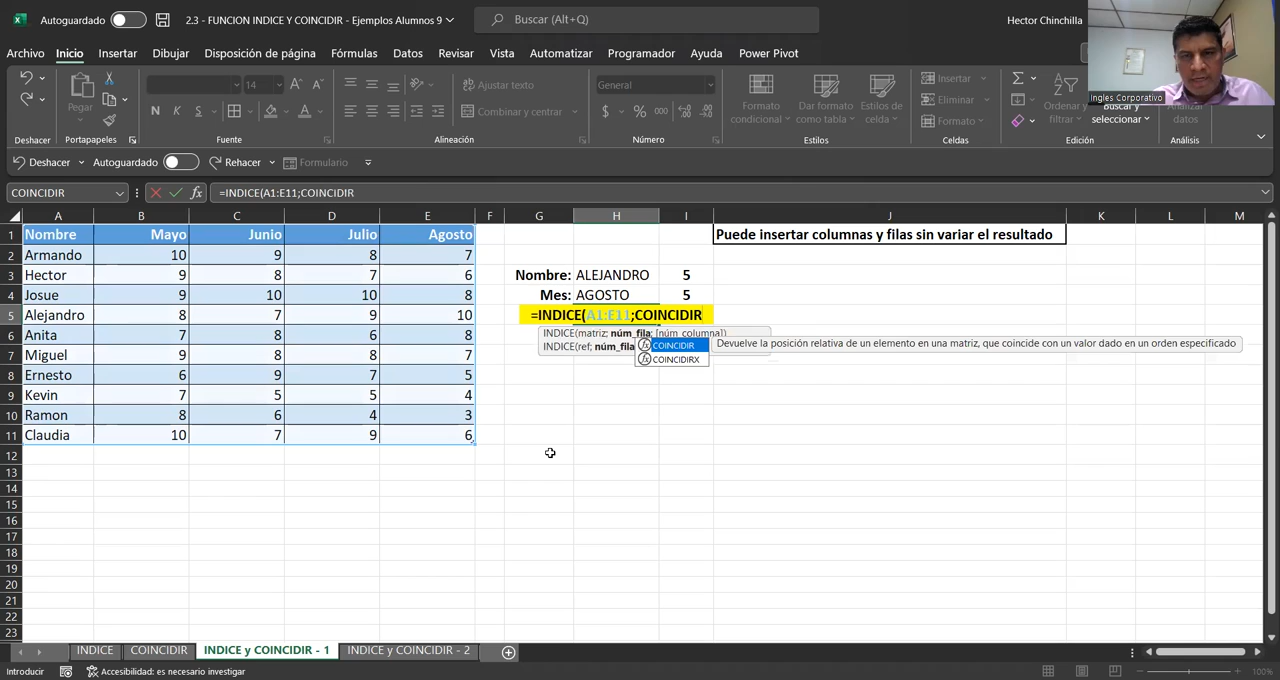 Autoguardado 2.3 - FUNCION INDICE Y COINCIDIR - Ejemplos Alumnos 9 Buscar (Alt+Q) Hector Chinchilla
Archivo Inicio Insertar Dibujar Disposición de página Fórmulas Datos Revisar Vista Automatizar Programador Ayuda Power Pivot
Pegar 14 Ajustar texto General Formato condicional Dar formato como tabla Estilos de celda Insertar Ordenar y filtrar Buscar y seleccionar Analizar datos
N K S Combinar y centrar $ % 000 Eliminar
Formato
Ingles Corporativo
Deshacer Portapapeles Fuente Alineación Número Estilos Celdas Edición Análisis
Deshacer Autoguardado Rehacer Formulario
COINCIDIR fx =INDICE(A1:E11;COINCIDIR
A B C D E F G H I J K L M
1 Nombre Mayo Junio Julio Agosto Puede insertar columnas y filas sin variar el resultado
2 Armando 10 9 8 7
3 Hector 9 8 7 6 Nombre: ALEJANDRO 5
4 Josue 9 10 10 8 Mes: AGOSTO 5
5 Alejandro 8 7 9 10 =INDICE(A1:E11;COINCIDIR
6 Anita 7 8 6 8 INDICE(matriz; núm_fila; [núm_columna])
7 Miguel 9 8 8 7 INDICE(ref; núm_fila COINCIDIR Devuelve la posición relativa de un elemento en una matriz, que coincide con un valor dado en un orden especificado
COINCIDIRX
8 Ernesto 6 9 7 5
9 Kevin 7 5 5 4
10 Ramon 8 6 4 3
11 Claudia 10 7 9 6
12
13
14
15
16
17
18
19
20
21
22
23
INDICE COINCIDIR INDICE y COINCIDIR - 1 INDICE y COINCIDIR - 2
Introducir Accesibilidad: es necesario investigar 100%